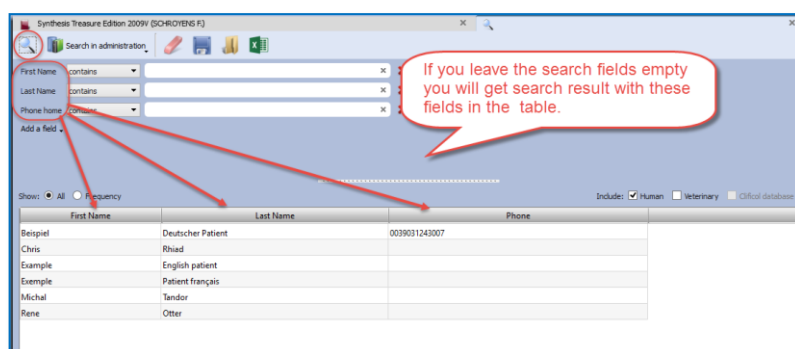 Synthesis Treasure Edition 2009V (SCHROYENS F.)
Search in administration
First Name contains
Last Name contains
Phone home contains
Add a field
If you leave the search fields empty
you will get search result with these
fields in the table.
Show: All Frequency
Include: Human Veterinary Clificol database
First Name Last Name Phone
Beispiel Deutscher Patient 0039031243007
Chris Rhiad
Example English patient
Exemple Patient français
Michal Tandor
Rene Otter